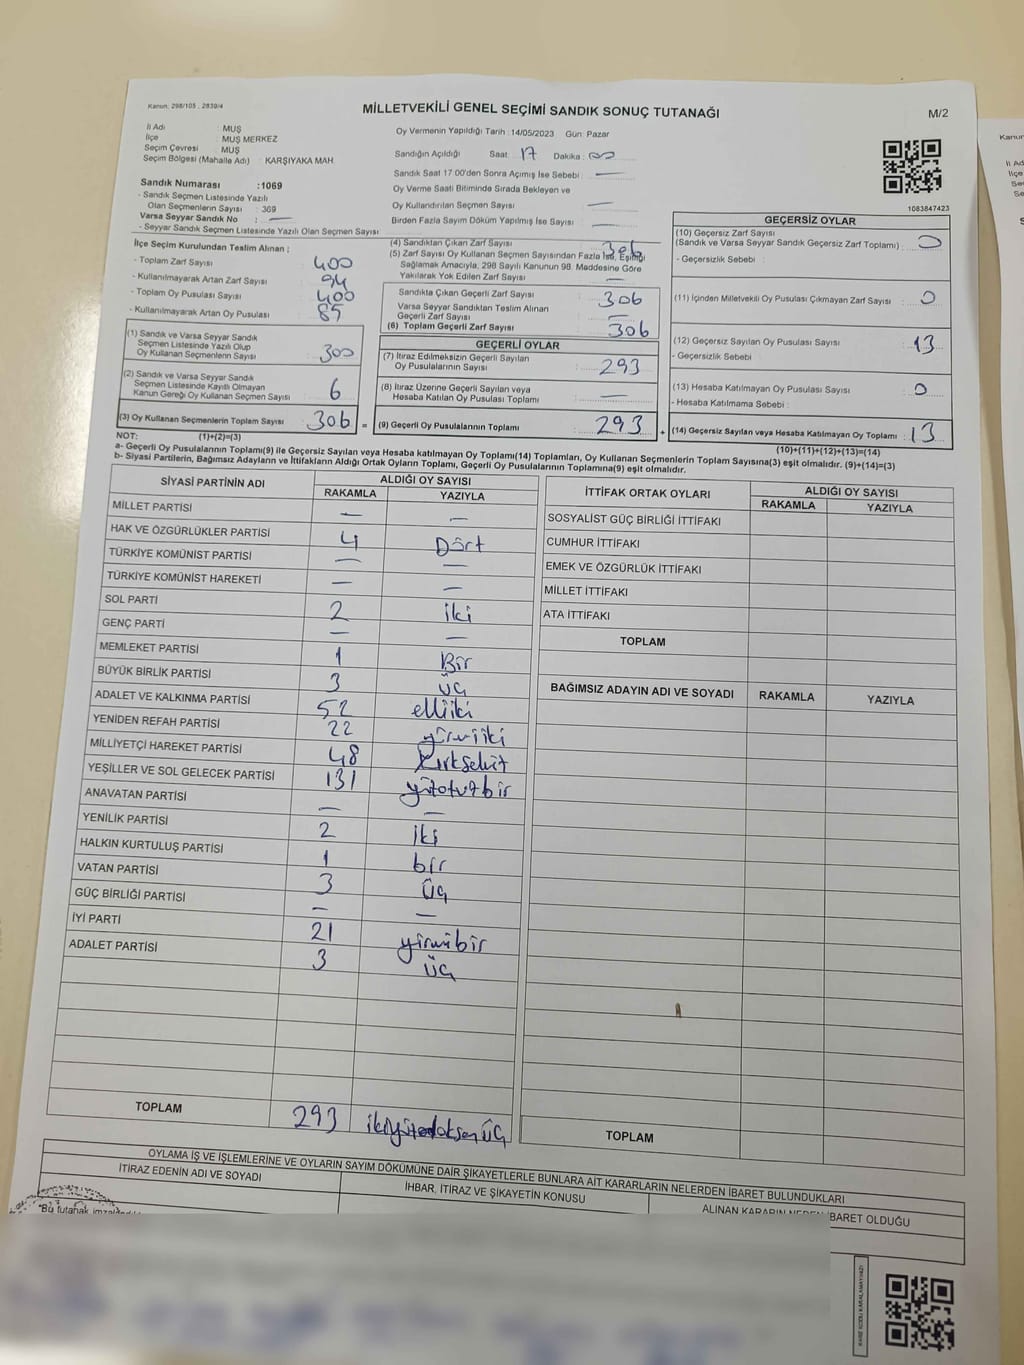 Kanun: 298/105 , 2839/4
MİLLETVEKİLİ GENEL SEÇİMİ SANDIK SONUÇ TUTANAĞI
M/2
İl Adı : MUŞ
İlçe : MUŞ MERKEZ
Seçim Çevresi : MUŞ
Seçim Bölgesi (Mahalle Adı) : KARŞIYAKA MAH
Sandık Numarası : 1069
- Sandık Seçmen Listesinde Yazılı
Olan Seçmenlerin Sayısı : 369
Varsa Seyyar Sandık No : —
- Seyyar Sandık Seçmen Listesinde Yazılı Olan Seçmen Sayısı
Oy Vermenin Yapıldığı Tarih : 14/05/2023 Gün: Pazar
Sandığın Açıldığı Saat: 17 Dakika: 00
Sandık Saat 17.00'den Sonra Açımış İse Sebebi : —
Oy Verme Saati Bitiminde Sırada Bekleyen ve
Oy Kullandırılan Seçmen Sayısı : —
Birden Fazla Sayım Döküm Yapılmış İse Sayısı : —
1083847423
İlçe Seçim Kurulundan Teslim Alınan ;
- Toplam Zarf Sayısı : 400
- Kullanılmayarak Artan Zarf Sayısı : 94
- Toplam Oy Pusulası Sayısı : 400
- Kullanılmayarak Artan Oy Pusulası : 85
(1) Sandık ve Varsa Seyyar Sandık
Seçmen Listesinde Yazılı Olup
Oy Kullanan Seçmenlerin Sayısı : 300
(2) Sandık ve Varsa Seyyar Sandık
Seçmen Listesinde Kayıtlı Olmayan
Kanun Gereği Oy Kullanan Seçmen Sayısı : 6
(3) Oy Kullanan Seçmenlerin Toplam Sayısı : 306 =
(4) Sandıktan Çıkan Zarf Sayısı : 306
(5) Zarf Sayısı Oy Kullanan Seçmen Sayısından Fazla İse, Eşitliği
Sağlamak Amacıyla, 298 Sayılı Kanunun 98. Maddesine Göre
Yakılarak Yok Edilen Zarf Sayısı : —
Sandıkta Çıkan Geçerli Zarf Sayısı : 306
Varsa Seyyar Sandıktan Teslim Alınan
Geçerli Zarf Sayısı : —
(6) Toplam Geçerli Zarf Sayısı : 306
GEÇERLİ OYLAR
(7) İtiraz Edilmeksizin Geçerli Sayılan
Oy Pusulalarının Sayısı : 293
(8) İtiraz Üzerine Geçerli Sayılan veya
Hesaba Katılan Oy Pusulası Toplamı : —
(9) Geçerli Oy Pusulalarının Toplamı : 293 +
GEÇERSİZ OYLAR
(10) Geçersiz Zarf Sayısı
(Sandık ve Varsa Seyyar Sandık Geçersiz Zarf Toplamı) : 0
- Geçersizlik Sebebi :
(11) İçinden Milletvekili Oy Pusulası Çıkmayan Zarf Sayısı : 0
(12) Geçersiz Sayılan Oy Pusulası Sayısı : 13
- Geçersizlik Sebebi :
(13) Hesaba Katılmayan Oy Pusulası Sayısı : 0
- Hesaba Katılmama Sebebi :
(14) Geçersiz Sayılan veya Hesaba Katılmayan Oy Toplamı : 13
NOT: (1)+(2)=(3)
(10)+(11)+(12)+(13)=(14)
a- Geçerli Oy Pusulalarının Toplamı(9) ile Geçersiz Sayılan veya Hesaba katılmayan Oy Toplamı(14) Toplamları, Oy Kullanan Seçmenlerin Toplam Sayısına(3) eşit olmalıdır. (9)+(14)=(3)
b- Siyasi Partilerin, Bağımsız Adayların ve İttifakların Aldığı Ortak Oyların Toplamı, Geçerli Oy Pusulalarının Toplamına(9) eşit olmalıdır.
SİYASİ PARTİNİN ADI ALDIĞI OY SAYISI
RAKAMLA YAZIYLA
MİLLET PARTİSİ — —
HAK VE ÖZGÜRLÜKLER PARTİSİ 4 Dört
TÜRKİYE KOMÜNİST PARTİSİ — —
TÜRKİYE KOMÜNİST HAREKETİ — —
SOL PARTİ 2 iki
GENÇ PARTİ — —
MEMLEKET PARTİSİ 1 Bir
BÜYÜK BİRLİK PARTİSİ 3 üç
ADALET VE KALKINMA PARTİSİ 52 elliiki
YENİDEN REFAH PARTİSİ 22 yirmiiki
MİLLİYETÇİ HAREKET PARTİSİ 48 kırksekiz
YEŞİLLER VE SOL GELECEK PARTİSİ 131 yüzotuzbir
ANAVATAN PARTİSİ — —
YENİLİK PARTİSİ 2 iki
HALKIN KURTULUŞ PARTİSİ 1 bir
VATAN PARTİSİ 3 üç
GÜÇ BİRLİĞİ PARTİSİ — —
İYİ PARTİ 21 yirmibir
ADALET PARTİSİ 3 üç
TOPLAM 293 ikiyüzdoksanüç
İTTİFAK ORTAK OYLARI ALDIĞI OY SAYISI
RAKAMLA YAZIYLA
SOSYALİST GÜÇ BİRLİĞİ İTTİFAKI
CUMHUR İTTİFAKI
EMEK VE ÖZGÜRLÜK İTTİFAKI
MİLLET İTTİFAKI
ATA İTTİFAKI
TOPLAM
BAĞIMSIZ ADAYIN ADI VE SOYADI RAKAMLA YAZIYLA
TOPLAM
OYLAMA İŞ VE İŞLEMLERİNE VE OYLARIN SAYIM DÖKÜMÜNE DAİR ŞİKAYETLERLE BUNLARA AİT KARARLARIN NELERDEN İBARET BULUNDUKLARI
İTİRAZ EDENİN ADI VE SOYADI
İHBAR, İTİRAZ VE ŞİKAYETİN KONUSU
ALINAN KARARIN NEDEN İBARET OLDUĞU
"Bu tutanak
Kanun
İl Ad
İlçe